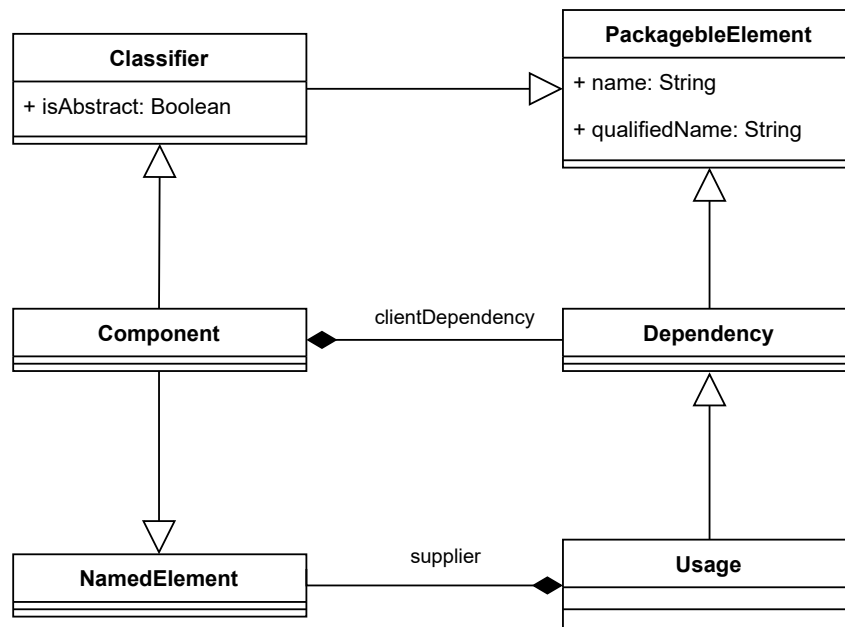 Classifier
+ isAbstract: Boolean
PackagebleElement
+ name: String
+ qualifiedName: String
Component
clientDependency
Dependency
NamedElement
supplier
Usage